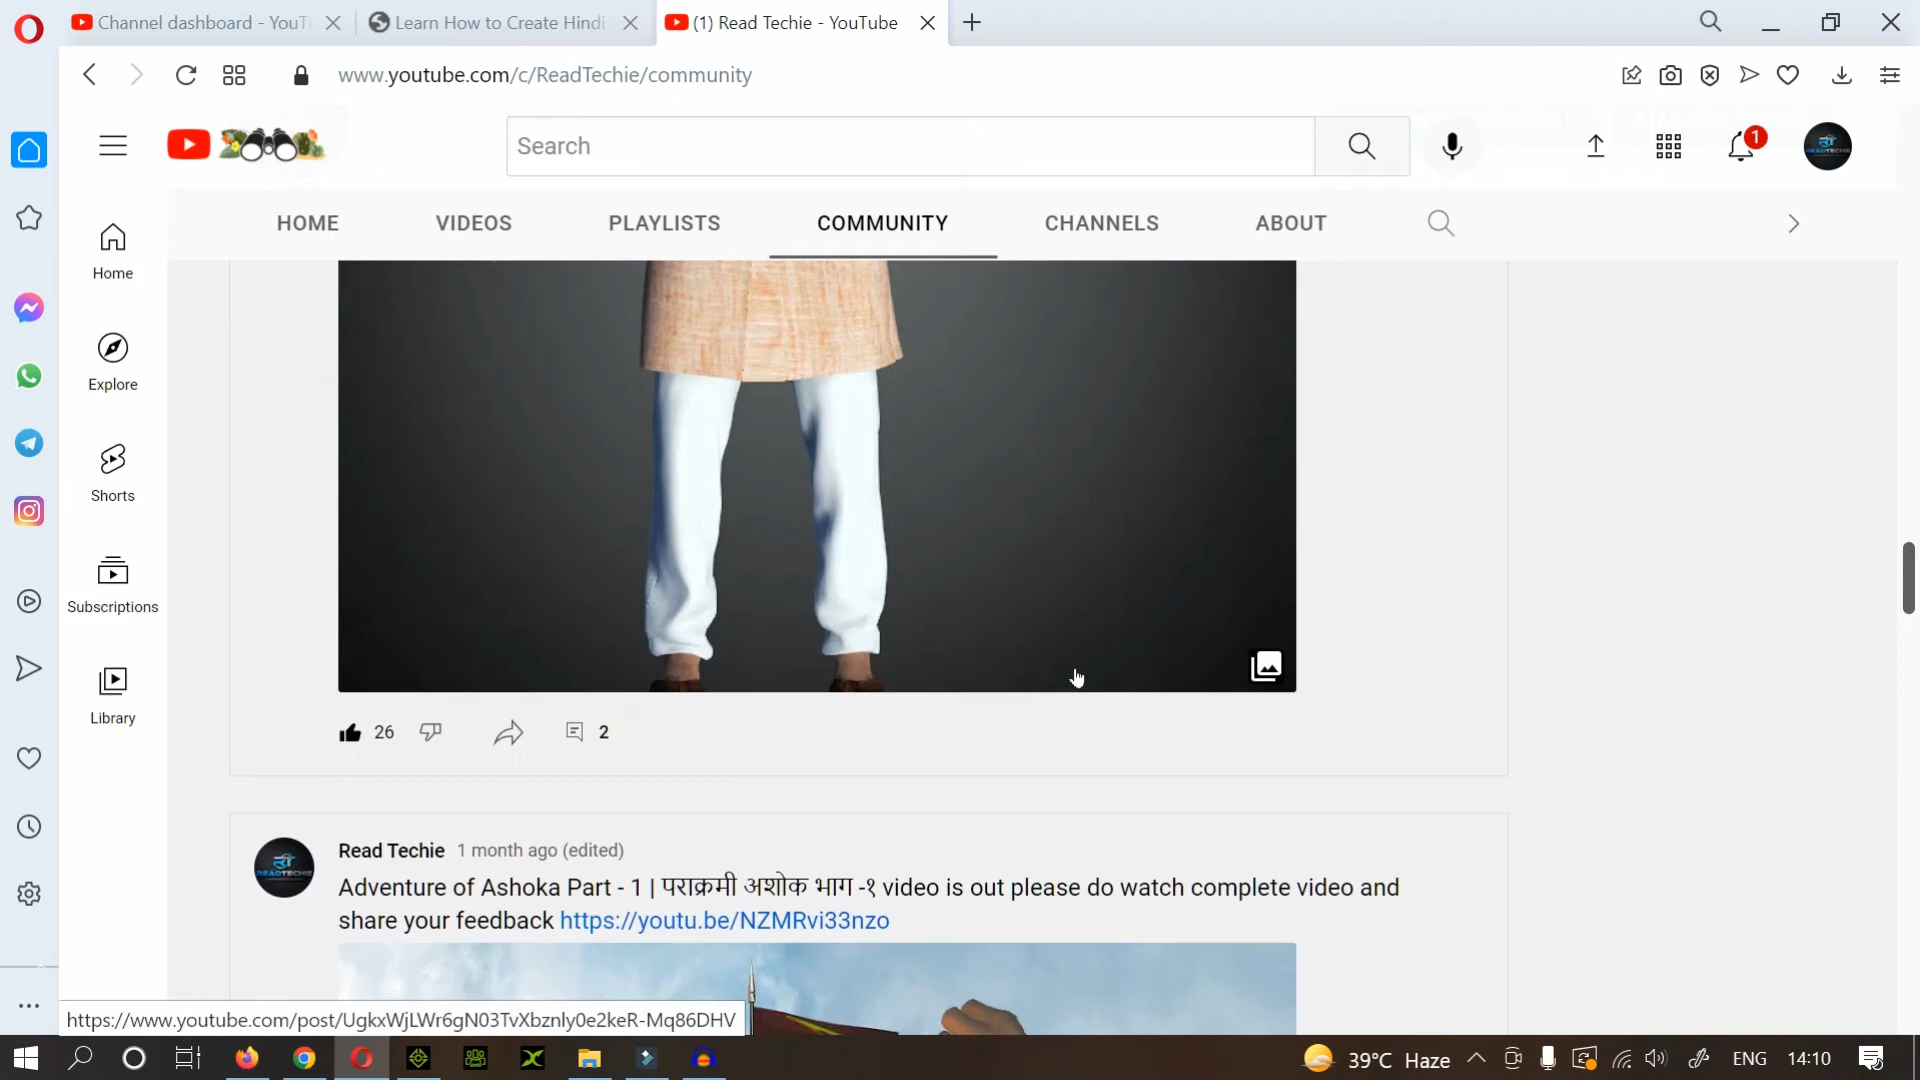 Channel dashboard - YouT
Learn How to Create Hindi
(1) Read Techie - YouTube
www.youtube.com/c/ReadTechie/community
Search
1
HOME
VIDEOS
PLAYLISTS
COMMUNITY
CHANNELS
ABOUT
Home
Explore
Shorts
Subscriptions
Library
26
2
Read Techie 1 month ago (edited)
Adventure of Ashoka Part - 1 | पराक्रमी अशोक भाग -१ video is out please do watch complete video and
share your feedback https://youtu.be/NZMRvi33nzo
https://www.youtube.com/post/UgkxWjLWr6gN03TvXbznly0e2keR-Mq86DHV
39°C Haze
ENG
14:10